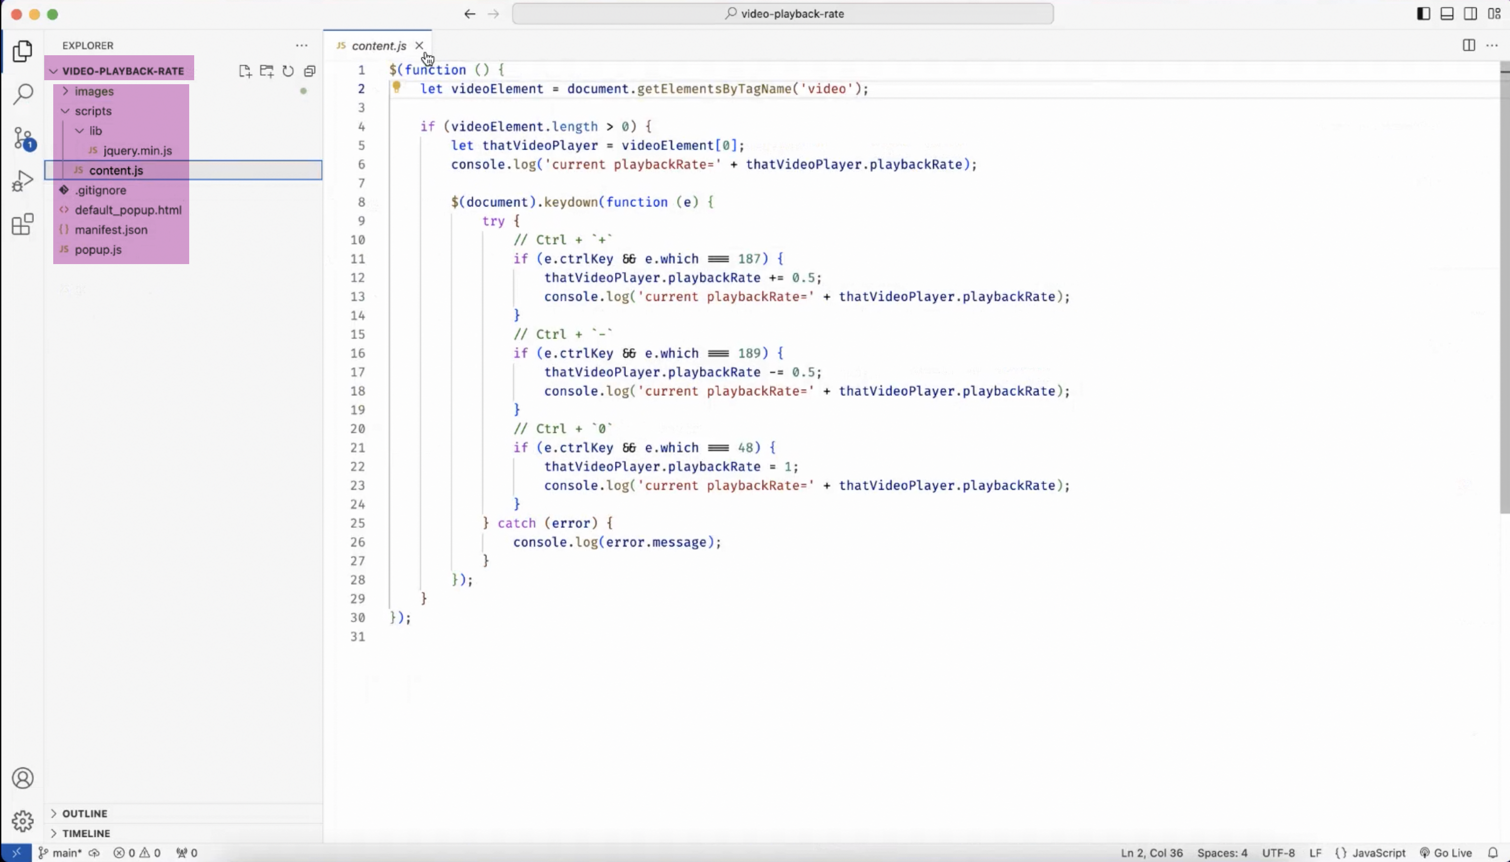 video-playback-rate
EXPLORER
VIDEO-PLAYBACK-RATE
images
scripts
lib
JS jquery.min.js
JS content.js
.gitignore
<> default_popup.html
{} manifest.json
JS popup.js
1
OUTLINE
TIMELINE
JS content.js
1 $(function () {
2 let videoElement = document.getElementsByTagName('video');
3
4 if (videoElement.length > 0) {
5 let thatVideoPlayer = videoElement[0];
6 console.log('current playbackRate=' + thatVideoPlayer.playbackRate);
7
8 $(document).keydown(function (e) {
9 try {
10 // Ctrl + `+`
11 if (e.ctrlKey && e.which === 187) {
12 thatVideoPlayer.playbackRate += 0.5;
13 console.log('current playbackRate=' + thatVideoPlayer.playbackRate);
14 }
15 // Ctrl + `-`
16 if (e.ctrlKey && e.which === 189) {
17 thatVideoPlayer.playbackRate -= 0.5;
18 console.log('current playbackRate=' + thatVideoPlayer.playbackRate);
19 }
20 // Ctrl + `0`
21 if (e.ctrlKey && e.which === 48) {
22 thatVideoPlayer.playbackRate = 1;
23 console.log('current playbackRate=' + thatVideoPlayer.playbackRate);
24 }
25 } catch (error) {
26 console.log(error.message);
27 }
28 });
29 }
30 });
31
main* 0 0 0 Ln 2, Col 36 Spaces: 4 UTF-8 LF {} JavaScript Go Live